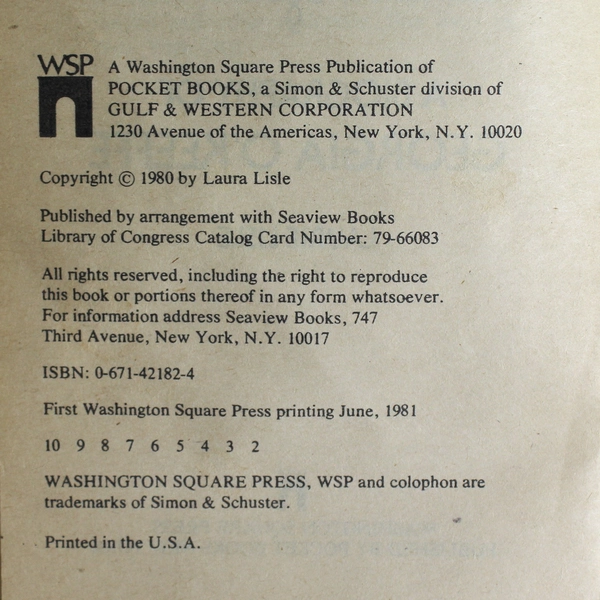 WSP
A Washington Square Press Publication of
POCKET BOOKS, a Simon & Schuster division of
GULF & WESTERN CORPORATION
1230 Avenue of the Americas, New York, N.Y. 10020
Copyright © 1980 by Laura Lisle
Published by arrangement with Seaview Books
Library of Congress Catalog Card Number: 79-66083
All rights reserved, including the right to reproduce
this book or portions thereof in any form whatsoever.
For information address Seaview Books, 747
Third Avenue, New York, N.Y. 10017
ISBN: 0-671-42182-4
First Washington Square Press printing June, 1981
10 9 8 7 6 5 4 3 2
WASHINGTON SQUARE PRESS, WSP and colophon are
trademarks of Simon & Schuster.
Printed in the U.S.A.